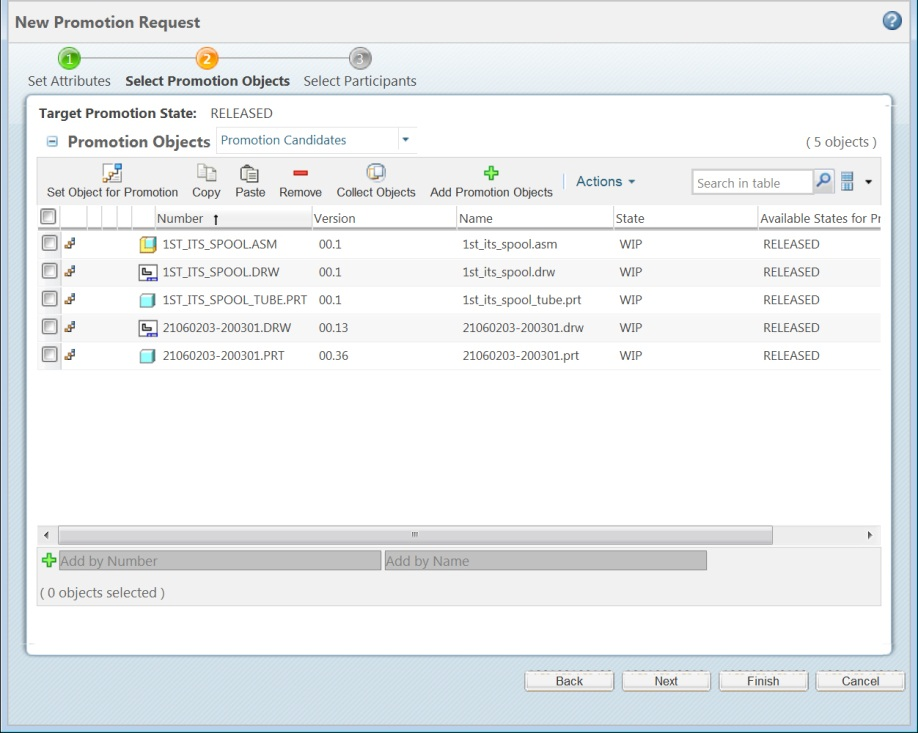 New Promotion Request
?
1 2 3
Set Attributes Select Promotion Objects Select Participants
Target Promotion State: RELEASED
Promotion Objects Promotion Candidates ( 5 objects )
Set Object for Promotion Copy Paste Remove Collect Objects Add Promotion Objects Actions Search in table
Number Version Name State Available States for Pr
1ST_ITS_SPOOL.ASM 00.1 1st_its_spool.asm WIP RELEASED
1ST_ITS_SPOOL.DRW 00.1 1st_its_spool.drw WIP RELEASED
1ST_ITS_SPOOL_TUBE.PRT 00.1 1st_its_spool_tube.prt WIP RELEASED
21060203-200301.DRW 00.13 21060203-200301.drw WIP RELEASED
21060203-200301.PRT 00.36 21060203-200301.prt WIP RELEASED
Add by Number Add by Name
( 0 objects selected )
Back Next Finish Cancel